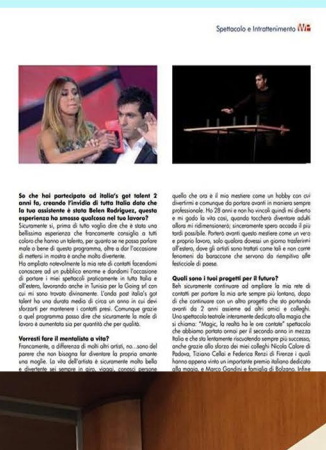 Spettacolo e Intrattenimento
So che hai partecipato ad italia's got talent 2
anni fa, creando l'invidia di tutta Italia dato che
la tua assistente è stata Belen Rodriguez, questa
esperienza ha smosso qualcosa nel tuo lavoro?
Sicuramente si, prima di tutto voglio dire che è stata una
bellissima esperienza che francamente consiglio a tutti
coloro che hanno un talento, per quanto se ne possa parlare
male o bene di questo programma, oltre a dar l'occasione
di mettersi in mostra è anche molto divertente.
Ho ampliato notevolmente la mia rete di contatti facendomi
conoscere ad un pubblico enorme e dandomi l'occasione
di portare i miei spettacoli praticamente in tutta Italia e
all'estero, lavorando anche in Tunisia per la Going srl con
cui mi sono trovato divinamente. L'onda post italia's got
talent ha una durata media di circa un anno in cui devi
sforzarti per mantenere i contatti presi. Comunque grazie
a quel programma posso dire che sicuramente la mole di
lavoro è aumentata sia per quantità che per qualità.
Vorresti fare il mentalista a vita?
Francamente, a differenza di molti altri artisti, no...sono del
parere che non bisogna far diventare la propria amante
una moglie. La vita dell'artista è sicuramente molto bella
e divertente sei sempre in giro, viaggi, conosci persone
quello che ora è il mio mestiere come un hobby con cui
divertirmi e comunque da portare avanti in maniera sempre
professionale. Ho 28 anni e non ho vincoli quindi mi diverto
e mi godo la vita così, quando toccherà diventare adulti
allora mi ridimensionerò; sinceramente spero accada il più
tardi possibile. Porterò avanti questo mestiere come un vero
e proprio lavoro, solo qualora dovessi un giorno trasferirmi
all'estero, dove gli artisti sono trattati come tali e non come
fenomeni da baraccone che servono da riempitivo alle
festicciole di paese.
Quali sono i tuoi progetti per il futuro?
Beh sicuramente continuare ad ampliare la mia rete di
contatti per portare la mia arte sempre più lontano, dopo
di che continuare con un altro progetto che sto portando
avanti da 2 anni assieme ad altri amici e colleghi.
Uno spettacolo teatrale interamente dedicato alla magia che
si chiama: "Magic, la realtà ha le ore contate" spettacolo
che abbiamo portato ormai per il secondo anno in mezza
Italia e che sta lentamente riscuotendo sempre più successo,
anche grazie allo sforzo dei miei colleghi Nicola Colore di
Padova, Tiziano Cellai e Federica Renzi di Firenze i quali
hanno appena vinto un importante premio italiano dedicato
alla magia, e Marco Gandini e famiglia di Bolzano. Infine